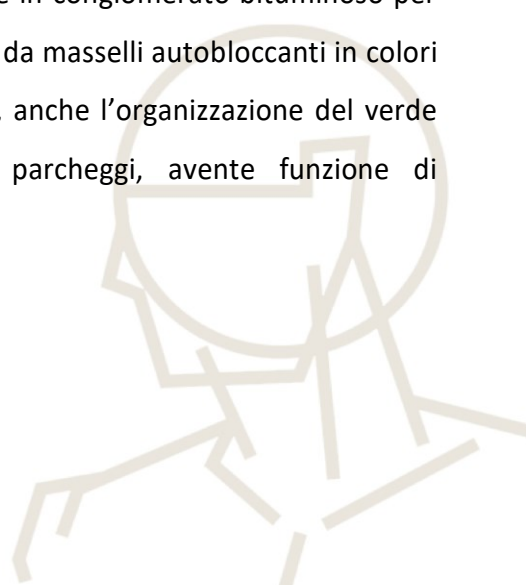 in conglomerato bituminoso per
da masselli autobloccanti in colori
anche l'organizzazione del verde
parcheggi, avente funzione di